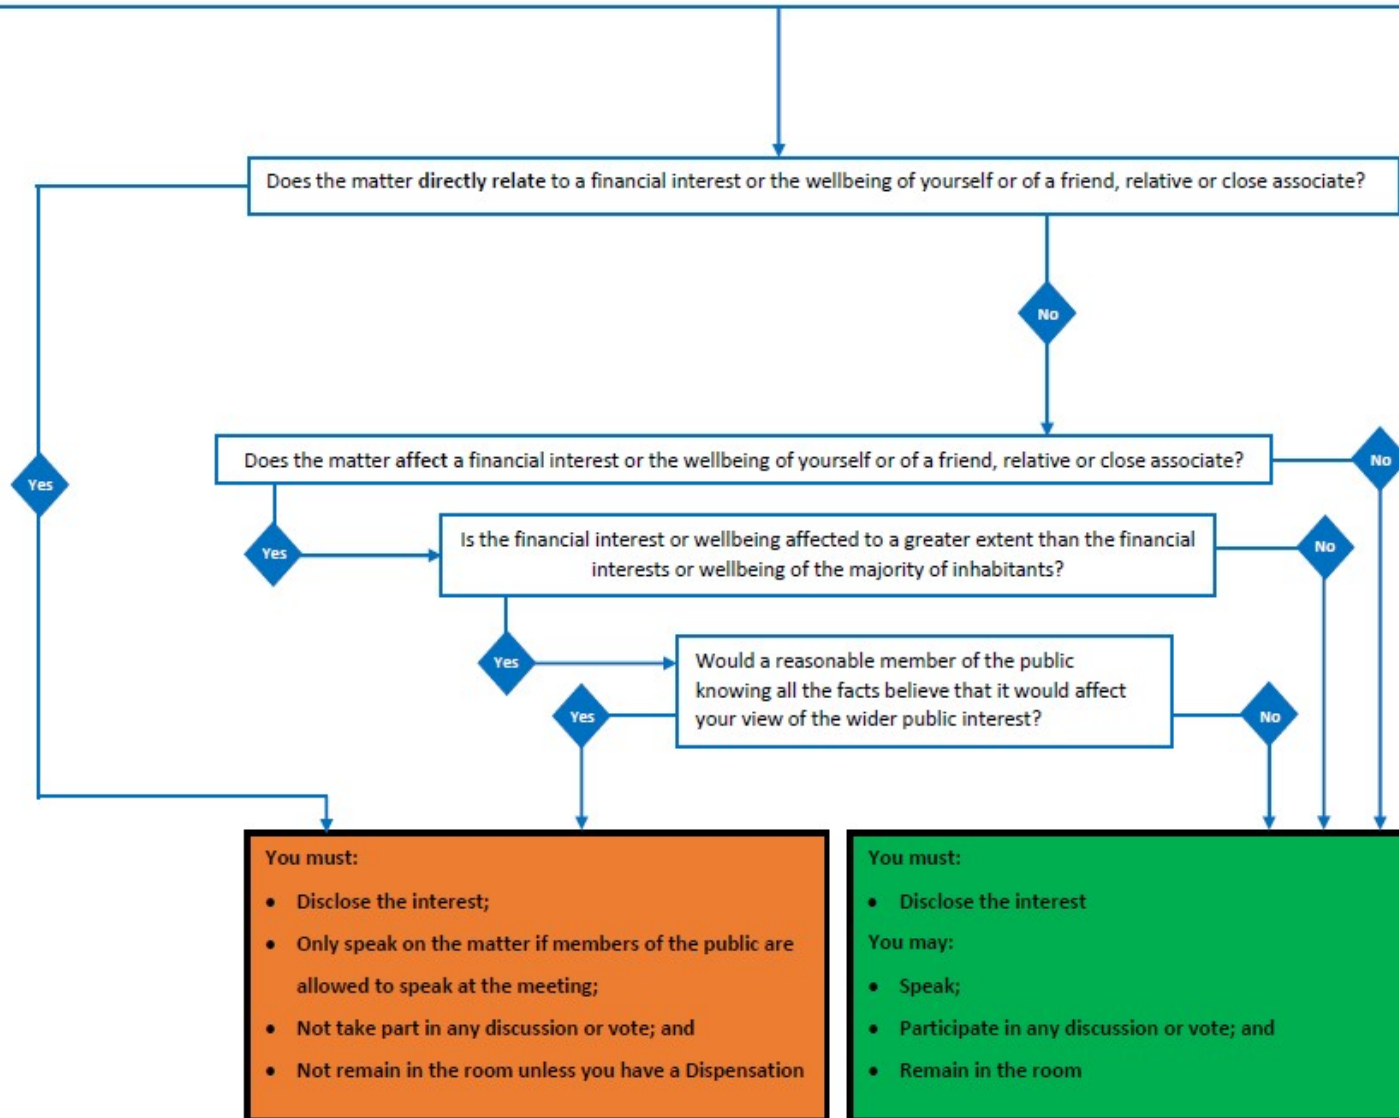 Does the matter directly relate to a financial interest or the wellbeing of yourself or of a friend, relative or close associate?
No
Does the matter affect a financial interest or the wellbeing of yourself or of a friend, relative or close associate?
No
Yes
Yes
Is the financial interest or wellbeing affected to a greater extent than the financial
interests or wellbeing of the majority of inhabitants?
No
Yes
Would a reasonable member of the public
knowing all the facts believe that it would affect
your view of the wider public interest?
Yes
No
You must:
• Disclose the interest;
• Only speak on the matter if members of the public are
allowed to speak at the meeting;
• Not take part in any discussion or vote; and
• Not remain in the room unless you have a Dispensation
You must:
• Disclose the interest
You may:
• Speak;
• Participate in any discussion or vote; and
• Remain in the room